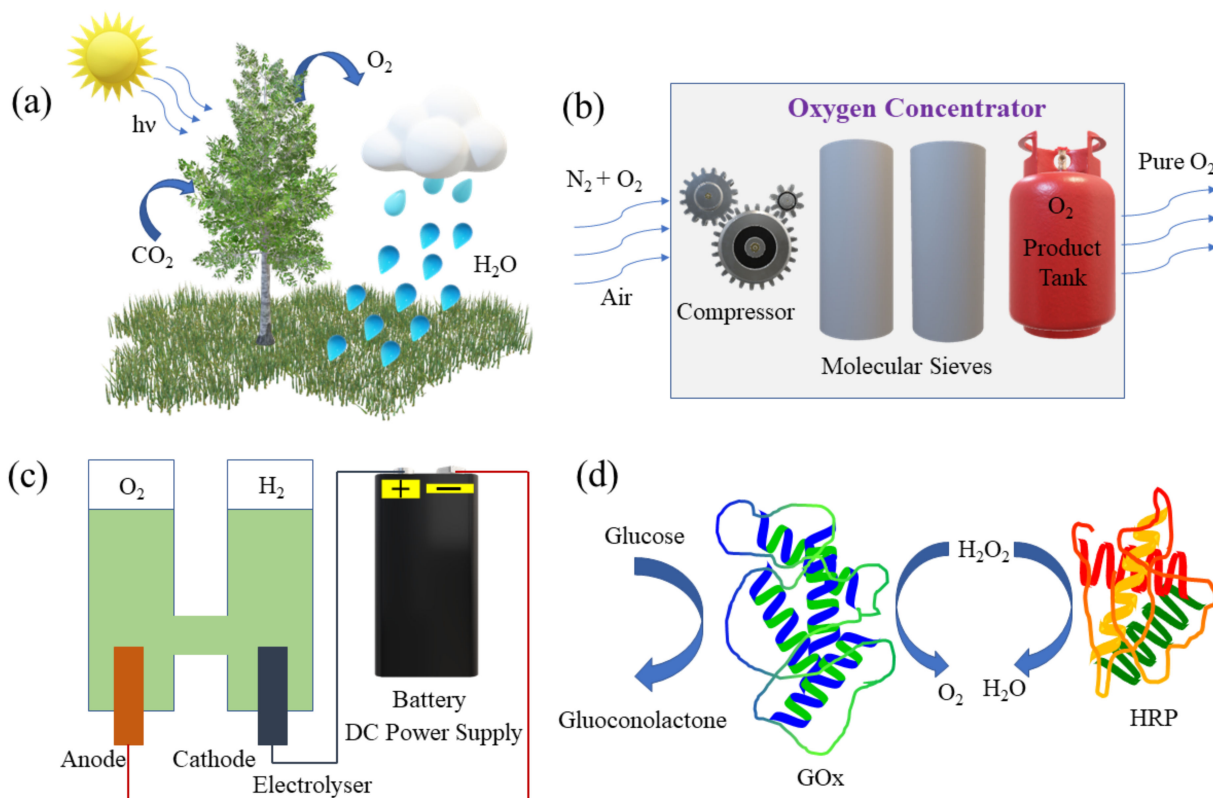 (a)
hν
O₂
CO₂
H₂O
(b)
Oxygen Concentrator
N₂ + O₂
Air
Compressor
Molecular Sieves
O₂
Product
Tank
Pure O₂
(c)
O₂
H₂
+
−
Battery
DC Power Supply
Anode
Cathode
Electrolyser
(d)
Glucose
Gluoconolactone
GOx
H₂O₂
O₂
H₂O
HRP